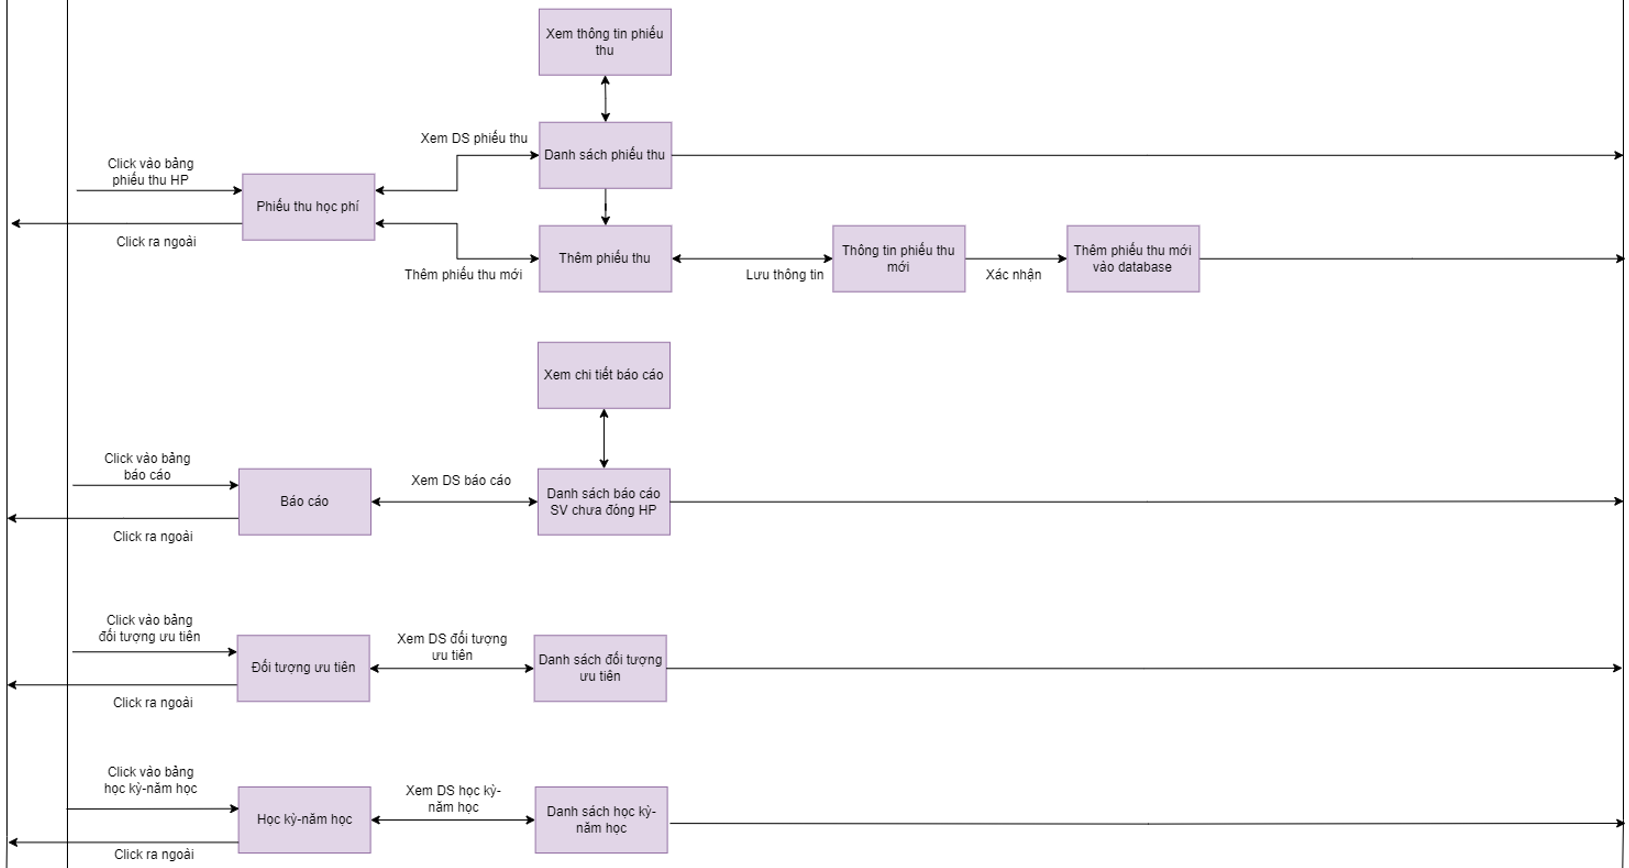 Xem thông tin phiếu
thu
Xem DS phiếu thu
Danh sách phiếu thu
Click vào bảng
phiếu thu HP
Phiếu thu học phí
Click ra ngoài
Thêm phiếu thu mới
Thêm phiếu thu
Lưu thông tin
Thông tin phiếu thu
mới
Xác nhận
Thêm phiếu thu mới
vào database
Xem chi tiết báo cáo
Click vào bảng
báo cáo
Báo cáo
Xem DS báo cáo
Danh sách báo cáo
SV chưa đóng HP
Click ra ngoài
Click vào bảng
đối tượng ưu tiên
Đối tượng ưu tiên
Xem DS đối tượng
ưu tiên
Danh sách đối tượng
ưu tiên
Click ra ngoài
Click vào bảng
học kỳ-năm học
Học kỳ-năm học
Xem DS học kỳ-
năm học
Danh sách học kỳ-
năm học
Click ra ngoài